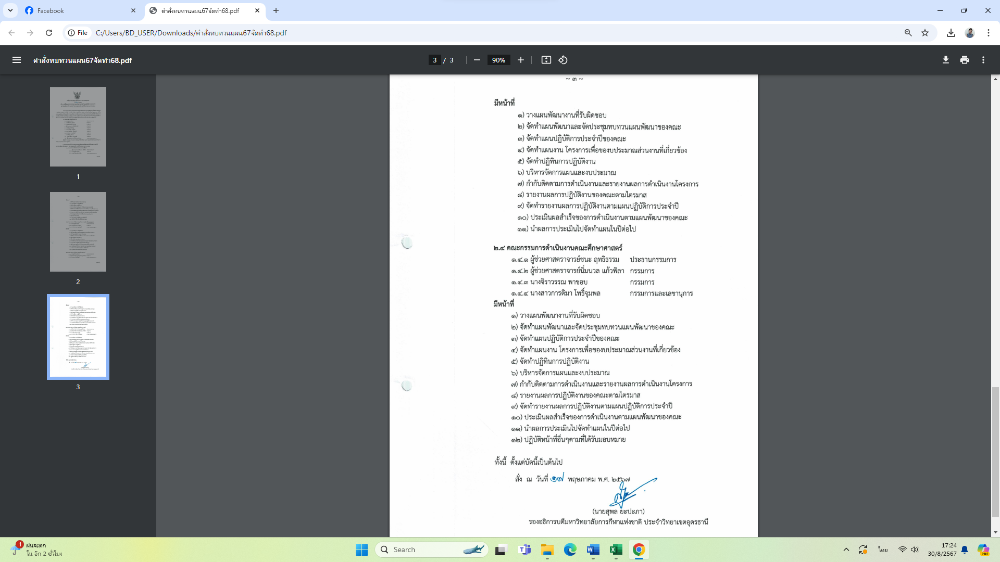 Facebook
คำสั่งทบทวนแผน67จัดทำ68.pdf
File
C:/Users/BD_USER/Downloads/คำสั่งทบทวนแผน67จัดทำ68.pdf
คำสั่งทบทวนแผน67จัดทำ68.pdf
3 / 3
90%
1
2
3
~ ๓ ~
มีหน้าที่
๑) วางแผนพัฒนางานที่รับผิดชอบ
๒) จัดทำแผนพัฒนาและจัดประชุมทบทวนแผนพัฒนาของคณะ
๓) จัดทำแผนปฏิบัติการประจำปีของคณะ
๔) จัดทำแผนงาน โครงการเพื่อของบประมาณส่วนงานที่เกี่ยวข้อง
๕) จัดทำปฏิทินการปฏิบัติงาน
๖) บริหารจัดการแผนและงบประมาณ
๗) กำกับติดตามการดำเนินงานและรายงานผลการดำเนินงานโครงการ
๘) รายงานผลการปฏิบัติงานของคณะตามไตรมาส
๙) จัดทำรายงานผลการปฏิบัติงานตามแผนปฏิบัติการประจำปี
๑๐) ประเมินผลสำเร็จของการดำเนินงานตามแผนพัฒนาของคณะ
๑๑) นำผลการประเมินไปจัดทำแผนในปีต่อไป
๒.๔ คณะกรรมการดำเนินงานคณะศึกษาศาสตร์
๑.๔.๑ ผู้ช่วยศาสตราจารย์ชนะ ฤทธิธรรม ประธานกรรมการ
๑.๔.๒ ผู้ช่วยศาสตราจารย์นิ่มนวล แก้วพิลา กรรมการ
๑.๔.๓ นางจิราวรรณ พาชอบ กรรมการ
๑.๔.๔ นางสาวการติมา โพธิ์จุมพล กรรมการและเลขานุการ
มีหน้าที่
๑) วางแผนพัฒนางานที่รับผิดชอบ
๒) จัดทำแผนพัฒนาและจัดประชุมทบทวนแผนพัฒนาของคณะ
๓) จัดทำแผนปฏิบัติการประจำปีของคณะ
๔) จัดทำแผนงาน โครงการเพื่อของบประมาณส่วนงานที่เกี่ยวข้อง
๕) จัดทำปฏิทินการปฏิบัติงาน
๖) บริหารจัดการแผนและงบประมาณ
๗) กำกับติดตามการดำเนินงานและรายงานผลการดำเนินงานโครงการ
๘) รายงานผลการปฏิบัติงานของคณะตามไตรมาส
๙) จัดทำรายงานผลการปฏิบัติงานตามแผนปฏิบัติการประจำปี
๑๐) ประเมินผลสำเร็จของการดำเนินงานตามแผนพัฒนาของคณะ
๑๑) นำผลการประเมินไปจัดทำแผนในปีต่อไป
๑๒) ปฏิบัติหน้าที่อื่นๆตามที่ได้รับมอบหมาย
ทั้งนี้ ตั้งแต่บัดนี้เป็นต้นไป
สั่ง ณ วันที่ ๑๗ พฤษภาคม พ.ศ. ๒๕๖๗
(นายสุพล ยะปะภา)
รองอธิการบดีมหาวิทยาลัยการกีฬาแห่งชาติ ประจำวิทยาเขตอุดรธานี
1
ฝนจะตก
ใน อีก 2 ชั่วโมง
Search
ไทย
17:24
30/8/2567
PRE